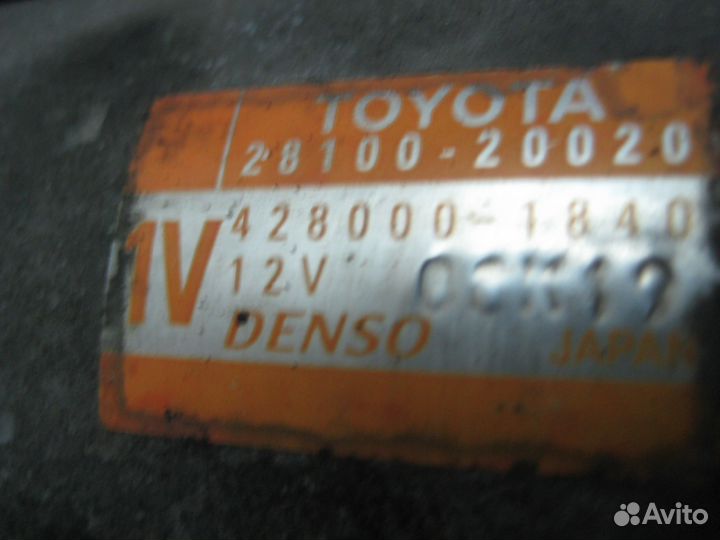 TOYOTA
28100-20020
1V
428000-1840
12V
DENSO
JAPAN
Avito